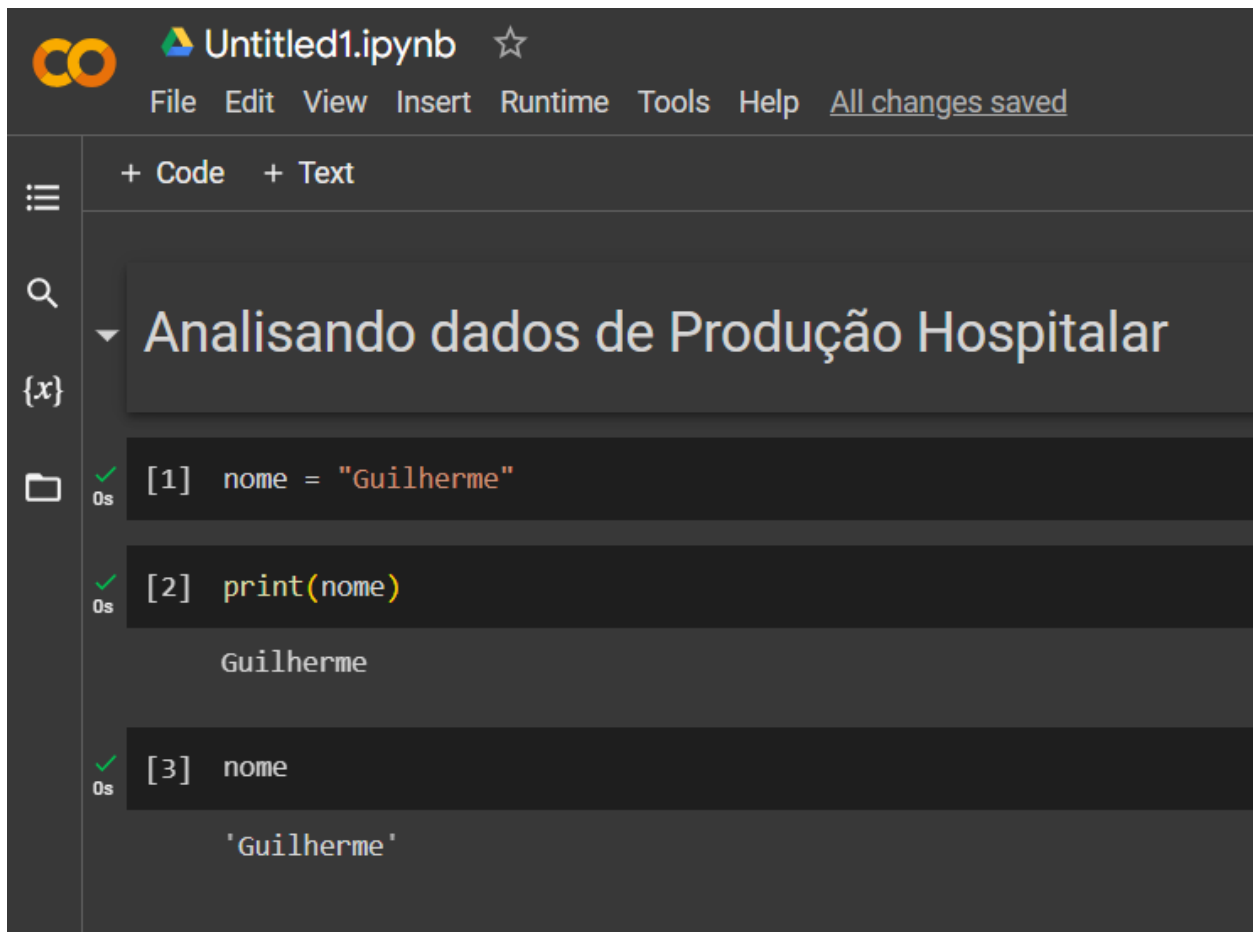 Untitled1.ipynb
File Edit View Insert Runtime Tools Help All changes saved
+ Code + Text
Analisando dados de Produção Hospitalar
{x}
[1] nome = "Guilherme"
0s
[2] print(nome)
0s
Guilherme
[3] nome
0s
'Guilherme'